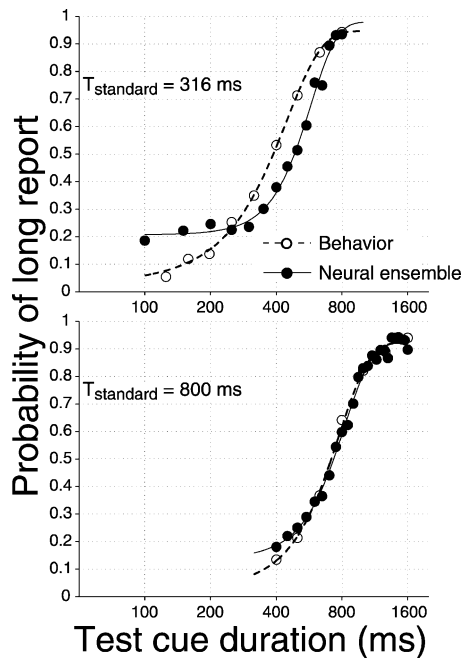 Probability of long report
1
0.9
0.8
0.7
0.6
0.5
0.4
0.3
0.2
0.1
0
Tstandard = 316 ms
Behavior
Neural ensemble
100 200 400 800 1600
1
0.9
0.8
0.7
0.6
0.5
0.4
0.3
0.2
0.1
0
Tstandard = 800 ms
100 200 400 800 1600
Test cue duration (ms)